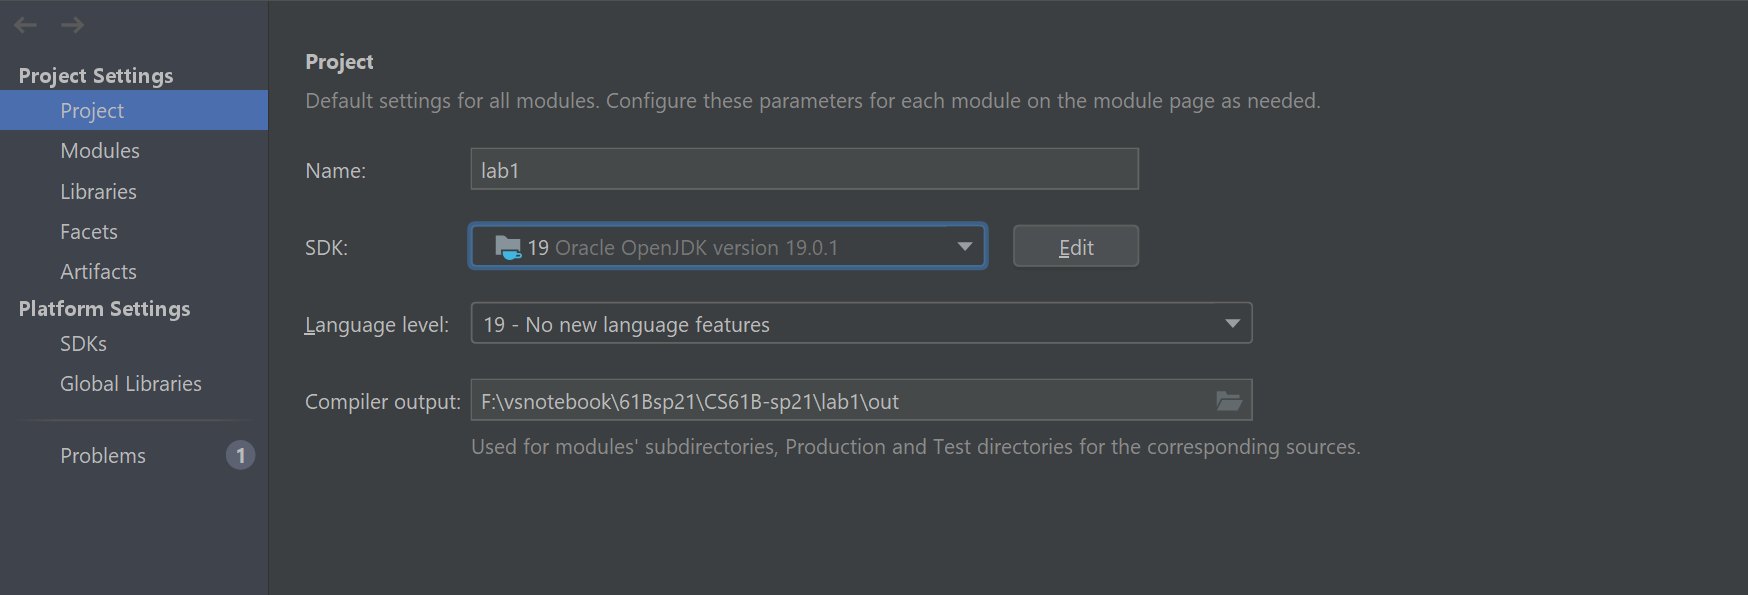 Project Settings
Project
Modules
Libraries
Facets
Artifacts
Platform Settings
SDKs
Global Libraries
Problems 1
Project
Default settings for all modules. Configure these parameters for each module on the module page as needed.
Name: lab1
SDK: 19 Oracle OpenJDK version 19.0.1 Edit
Language level: 19 - No new language features
Compiler output: F:\vsnotebook\61Bsp21\CS61B-sp21\lab1\out
Used for modules' subdirectories, Production and Test directories for the corresponding sources.